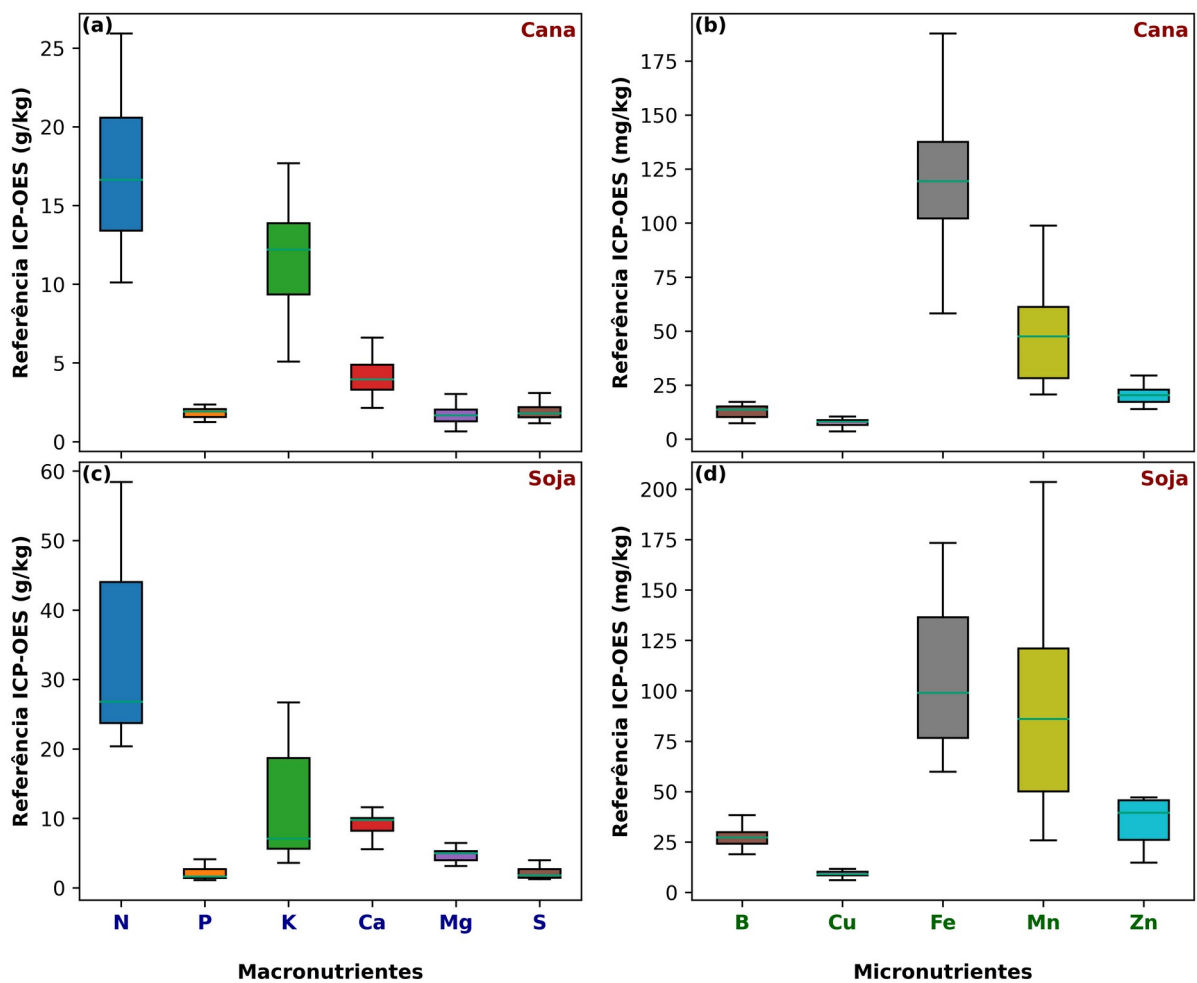 (a) Cana
Referência ICP-OES (g/kg)
25
20
15
10
5
0
(b) Cana
Referência ICP-OES (mg/kg)
175
150
125
100
75
50
25
0
(c) Soja
Referência ICP-OES (g/kg)
60
50
40
30
20
10
0
N P K Ca Mg S
Macronutrientes
(d) Soja
Referência ICP-OES (mg/kg)
200
175
150
125
100
75
50
25
0
B Cu Fe Mn Zn
Micronutrientes